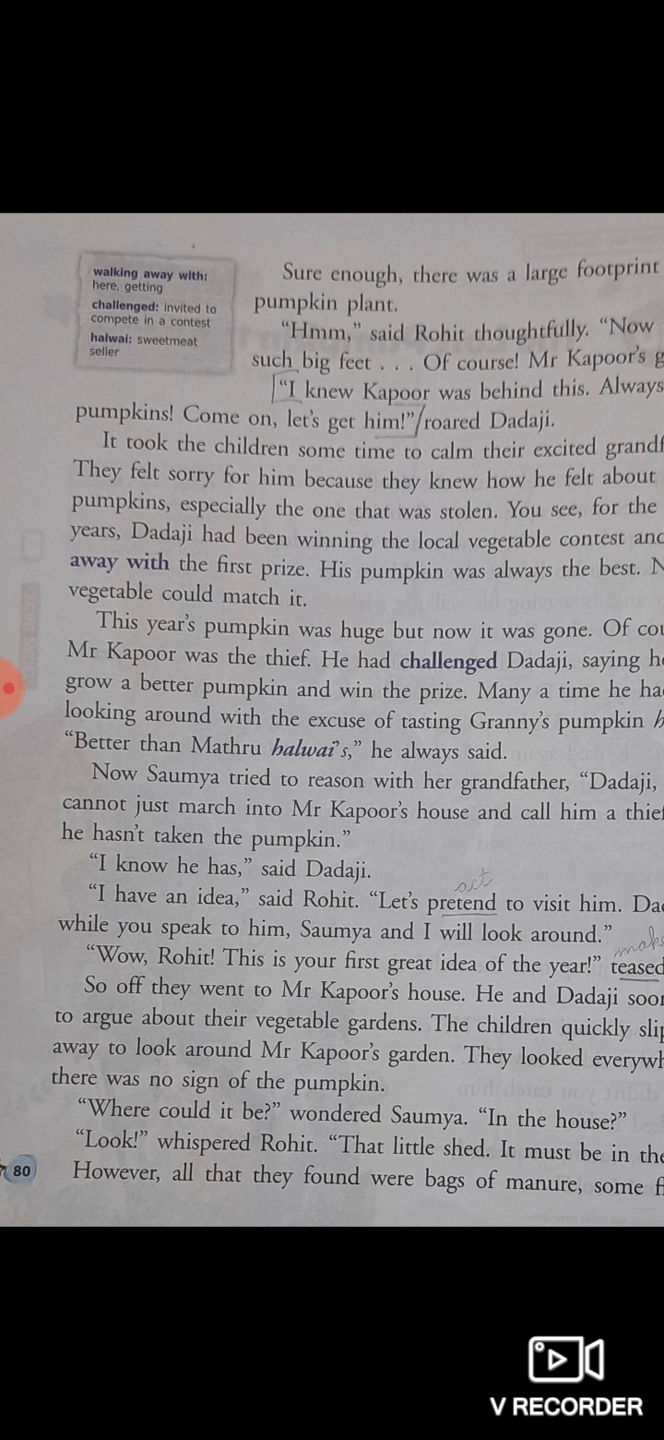 walking away with:
here, getting
challenged: invited to
compete in a contest
halwai: sweetmeat
seller
Sure enough, there was a large footprint
pumpkin plant.
“Hmm,” said Rohit thoughtfully. “Now
such big feet . . . Of course! Mr Kapoor’s g
“I knew Kapoor was behind this. Always
pumpkins! Come on, let’s get him!” roared Dadaji.
It took the children some time to calm their excited grandf
They felt sorry for him because they knew how he felt about
pumpkins, especially the one that was stolen. You see, for the
years, Dadaji had been winning the local vegetable contest and
away with the first prize. His pumpkin was always the best. N
vegetable could match it.
This year’s pumpkin was huge but now it was gone. Of cou
Mr Kapoor was the thief. He had challenged Dadaji, saying he
grow a better pumpkin and win the prize. Many a time he ha
looking around with the excuse of tasting Granny’s pumpkin h
“Better than Mathru halwai’s,” he always said.
Now Saumya tried to reason with her grandfather, “Dadaji,
cannot just march into Mr Kapoor’s house and call him a thief
he hasn’t taken the pumpkin.”
“I know he has,” said Dadaji.
act
“I have an idea,” said Rohit. “Let’s pretend to visit him. Da
while you speak to him, Saumya and I will look around.”
make
“Wow, Rohit! This is your first great idea of the year!” teased
So off they went to Mr Kapoor’s house. He and Dadaji soon
to argue about their vegetable gardens. The children quickly slip
away to look around Mr Kapoor’s garden. They looked everywh
there was no sign of the pumpkin.
“Where could it be?” wondered Saumya. “In the house?”
“Look!” whispered Rohit. “That little shed. It must be in the
80 However, all that they found were bags of manure, some f
V RECORDER